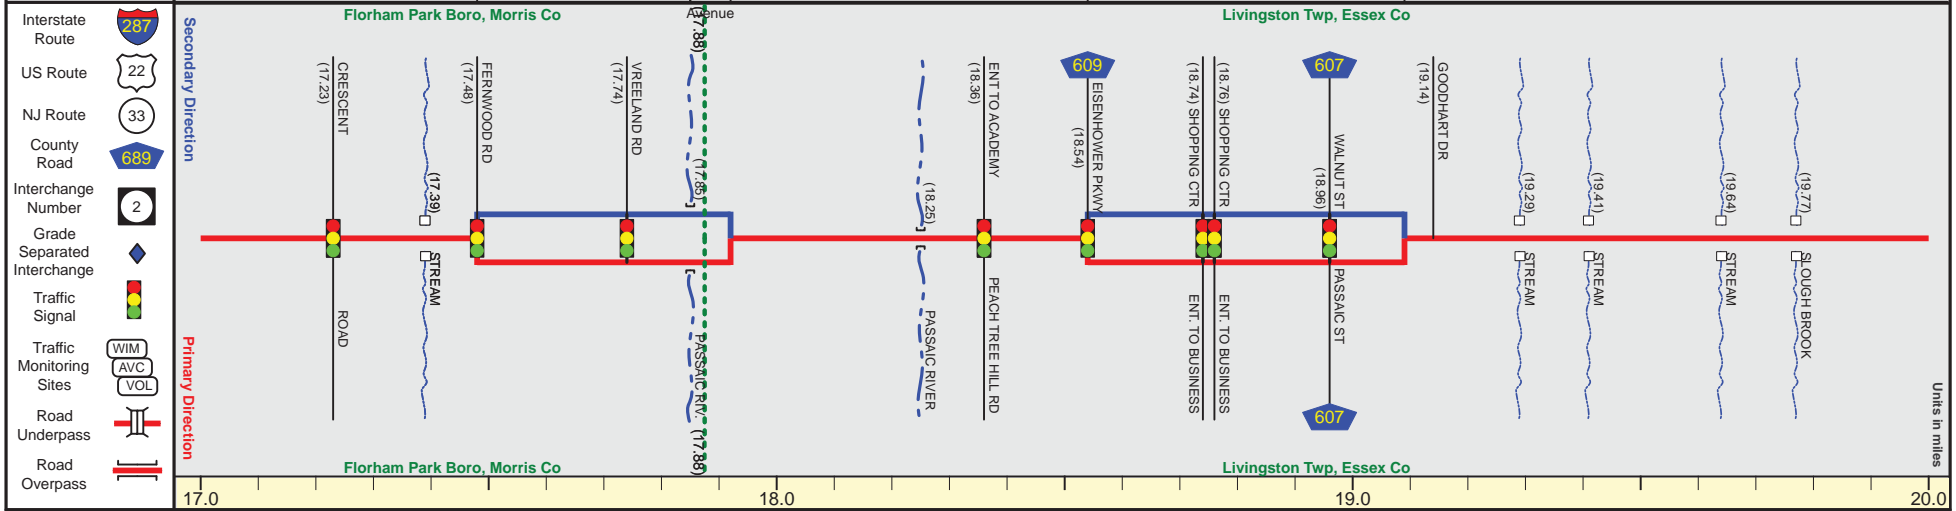 Interstate
Route
287
US Route
22
NJ Route
33
County
Road
689
Interchange
Number
2
Grade
Separated
Interchange
Traffic
Signal
Traffic
Monitoring
Sites
WIM
AVC
VOL
Road
Underpass
Road
Overpass
Secondary Direction
Primary Direction
Florham Park Boro, Morris Co
Avenue
Livingston Twp, Essex Co
CRESCENT
(17.23)
ROAD
(17.39)
STREAM
FERNWOOD RD
(17.48)
VREELAND RD
(17.74)
(17.88)
(17.85)
PASSAIC RIV.
(17.88)
(18.25)
PASSAIC RIVER
ENT TO ACADEMY
(18.36)
PEACH TREE HILL RD
609
EISENHOWER PKWY
(18.54)
(18.74) SHOPPING CTR
ENT. TO BUSINESS
(18.76) SHOPPING CTR
ENT. TO BUSINESS
607
WALNUT ST
(18.96)
PASSAIC ST
607
GOODHART DR
(19.14)
(19.29)
STREAM
(19.41)
STREAM
(19.64)
STREAM
(19.77)
SLOUGH BROOK
Units in miles
Florham Park Boro, Morris Co
Livingston Twp, Essex Co
17.0
18.0
19.0
20.0